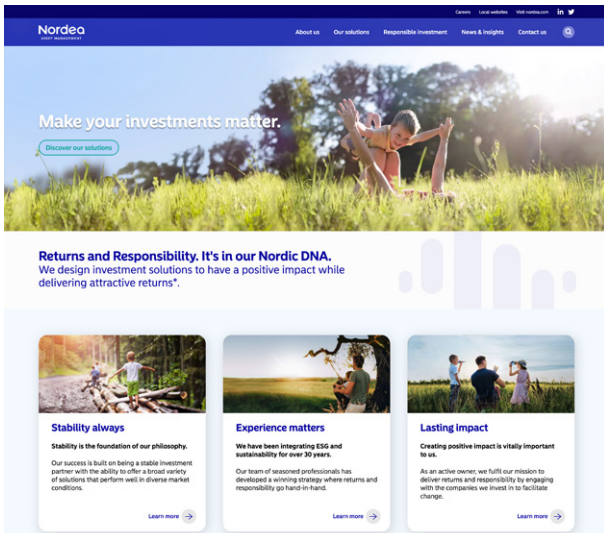 Careers Local websites Visit nordea.com in
Nordea
ASSET MANAGEMENT
About us Our solutions Responsible investment News & insights Contact us
Make your investments matter.
Discover our solutions
Returns and Responsibility. It's in our Nordic DNA.
We design investment solutions to have a positive impact while
delivering attractive returns*.
Stability always
Stability is the foundation of our philosophy.
Our success is built on being a stable investment
partner with the ability to offer a broad variety
of solutions that perform well in diverse market
conditions.
Learn more
Experience matters
We have been integrating ESG and
sustainability for over 30 years.
Our team of seasoned professionals has
developed a winning strategy where returns and
responsibility go hand-in-hand.
Learn more
Lasting impact
Creating positive impact is vitally important
to us.
As an active owner, we fulfil our mission to
deliver returns and responsibility by engaging
with the companies we invest in to facilitate
change.
Learn more